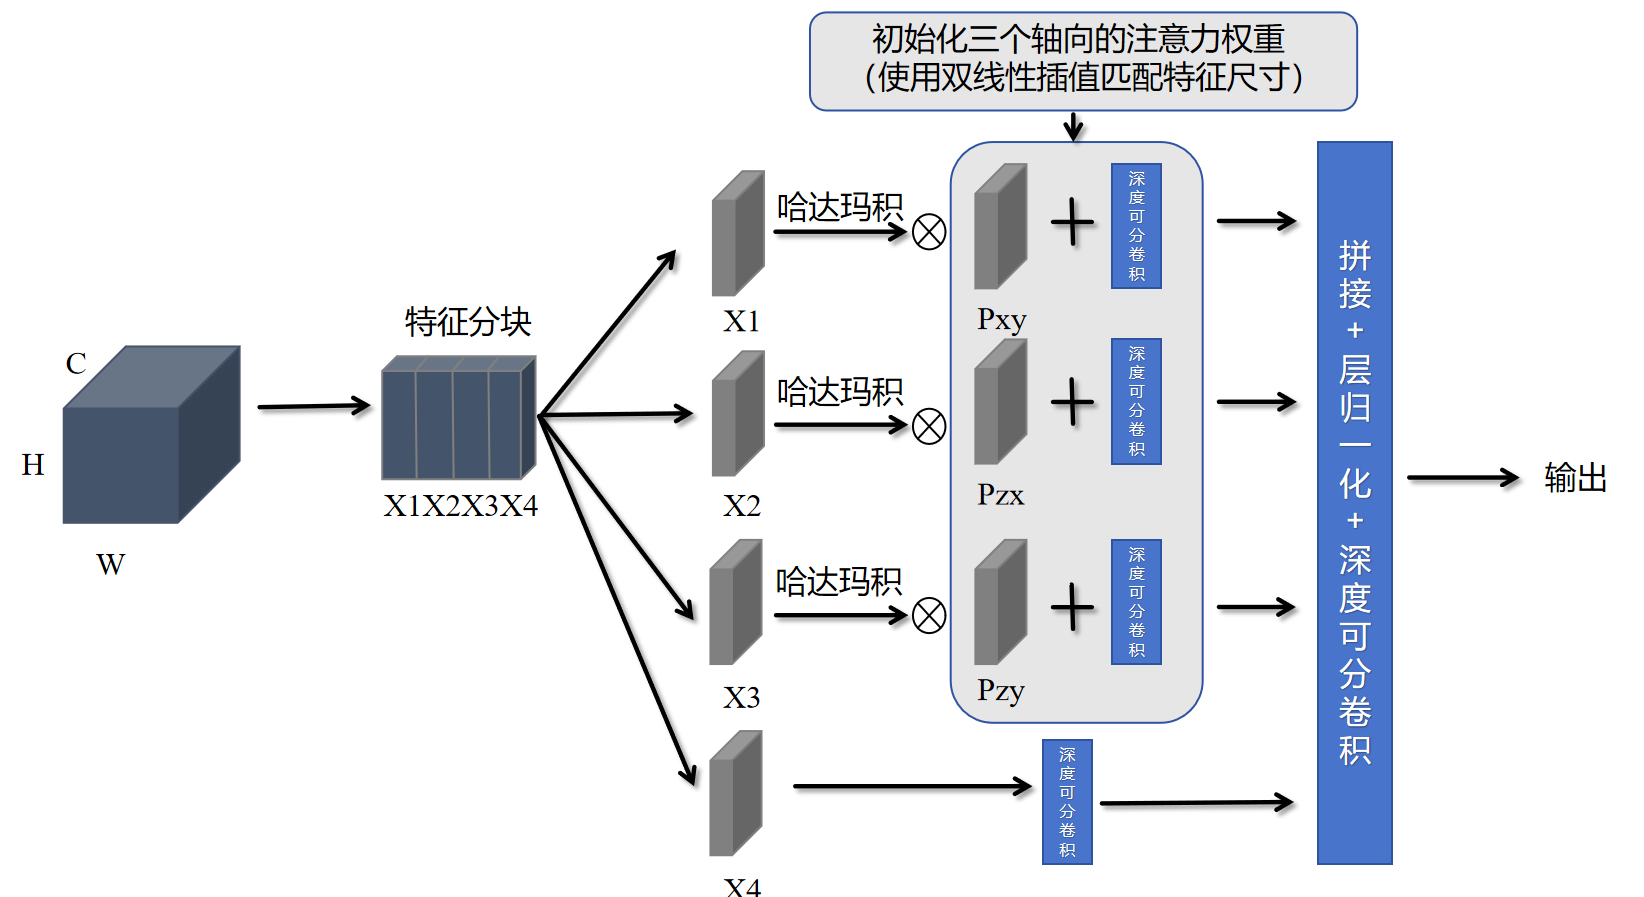 初始化三个轴向的注意力权重
（使用双线性插值匹配特征尺寸）
C
H
W
特征分块
X1X2X3X4
哈达玛积
X1
Pxy
深度可分卷积
哈达玛积
X2
Pzx
深度可分卷积
哈达玛积
X3
Pzy
深度可分卷积
X4
深度可分卷积
拼接+层归一化+深度可分卷积
输出